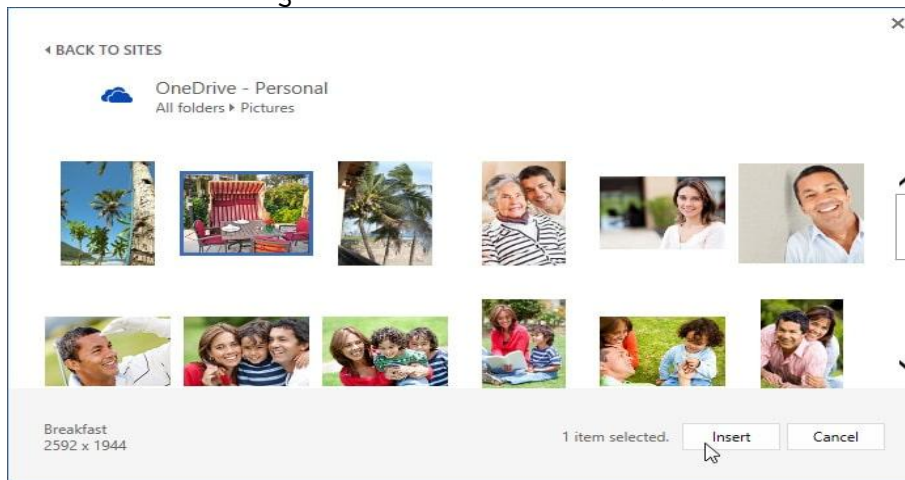 BACK TO SITES
OneDrive - Personal
All folders ▸ Pictures
Breakfast
2592 x 1944
1 item selected.
Insert
Cancel